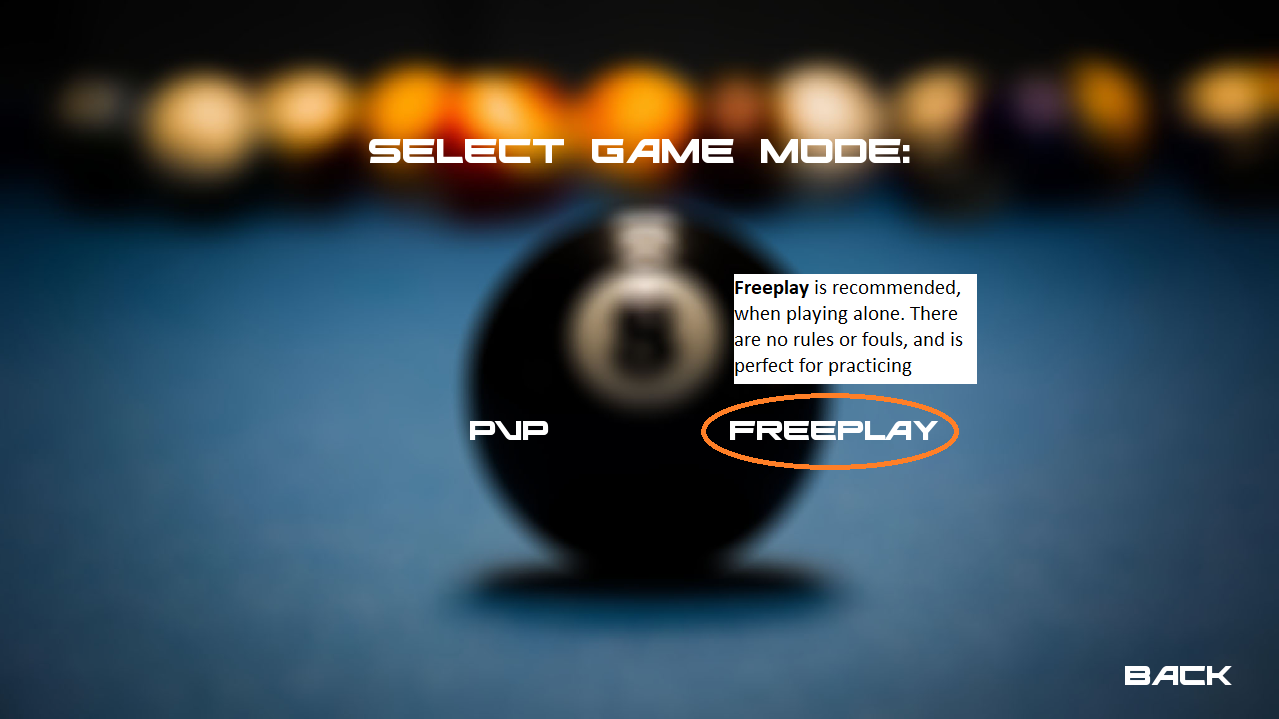 SELECT GAME MODE:
Freeplay is recommended,
when playing alone. There
are no rules or fouls, and is
perfect for practicing
PVP FREEPLAY
BACK